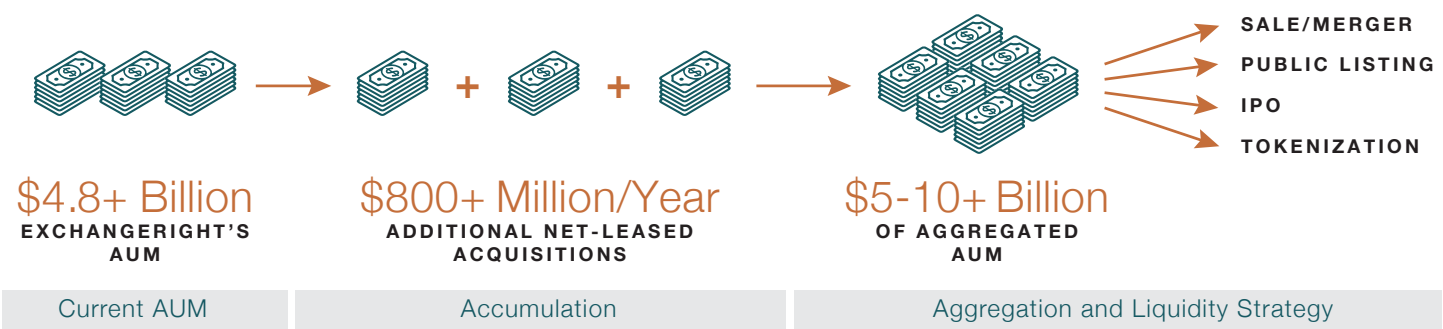 SALE/MERGER
PUBLIC LISTING
IPO
TOKENIZATION
+
+
$4.8+ Billion
EXCHANGERIGHT'S
AUM
$800+ Million/Year
ADDITIONAL NET-LEASED
ACQUISITIONS
$5-10+ Billion
OF AGGREGATED
AUM
Current AUM
Accumulation
Aggregation and Liquidity Strategy